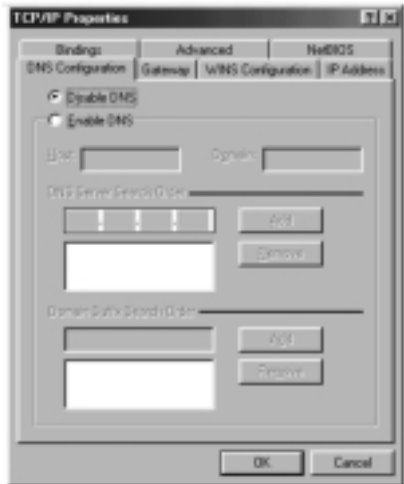 TCP/IP Properties
Bindings Advanced NetBIOS
DNS Configuration Gateway WINS Configuration IP Address
Disable DNS
Enable DNS
Host: Domain:
DNS Server Search Order
Add
Remove
Domain Suffix Search Order
Add
Remove
OK Cancel